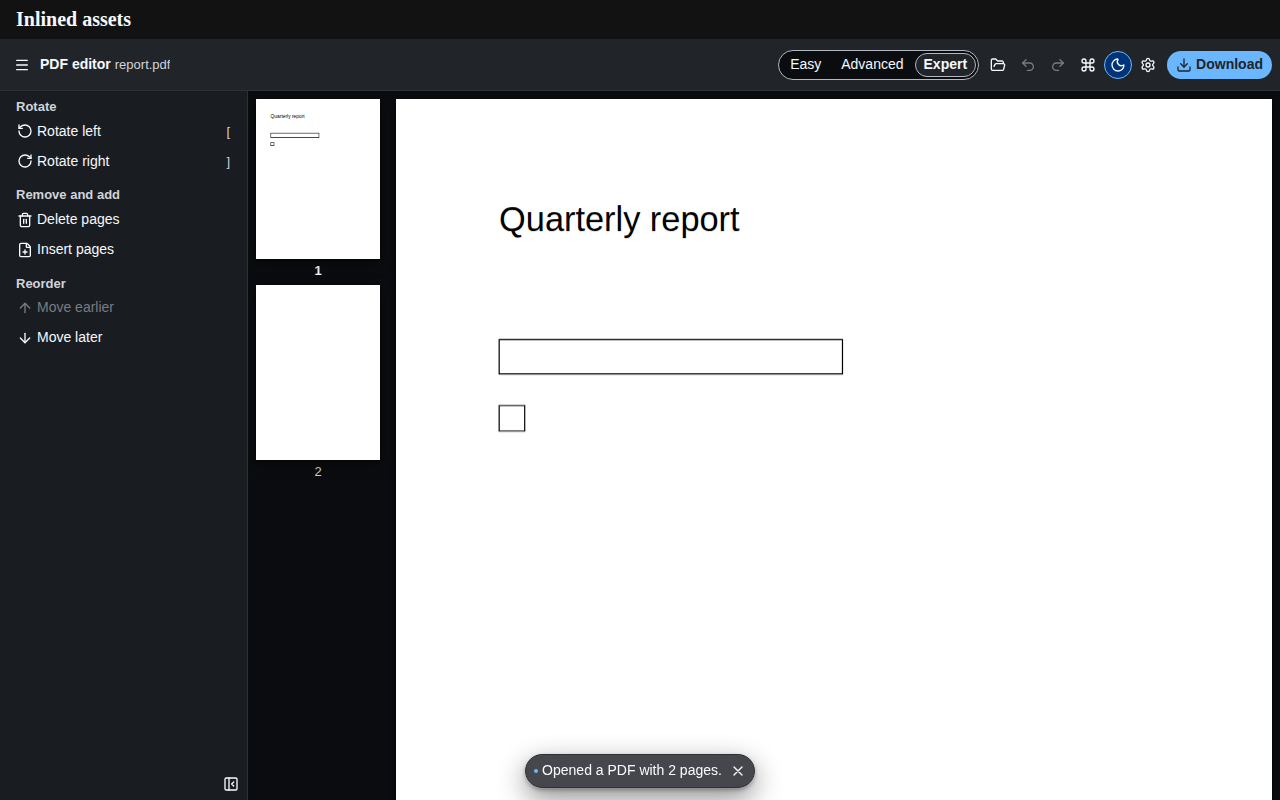 Inlined assets
PDF editor report.pdf
Easy Advanced Expert
Download
Rotate
Rotate left [
Rotate right ]
Remove and add
Delete pages
Insert pages
Reorder
Move earlier
Move later
Quarterly report
1
2
Quarterly report
Opened a PDF with 2 pages.